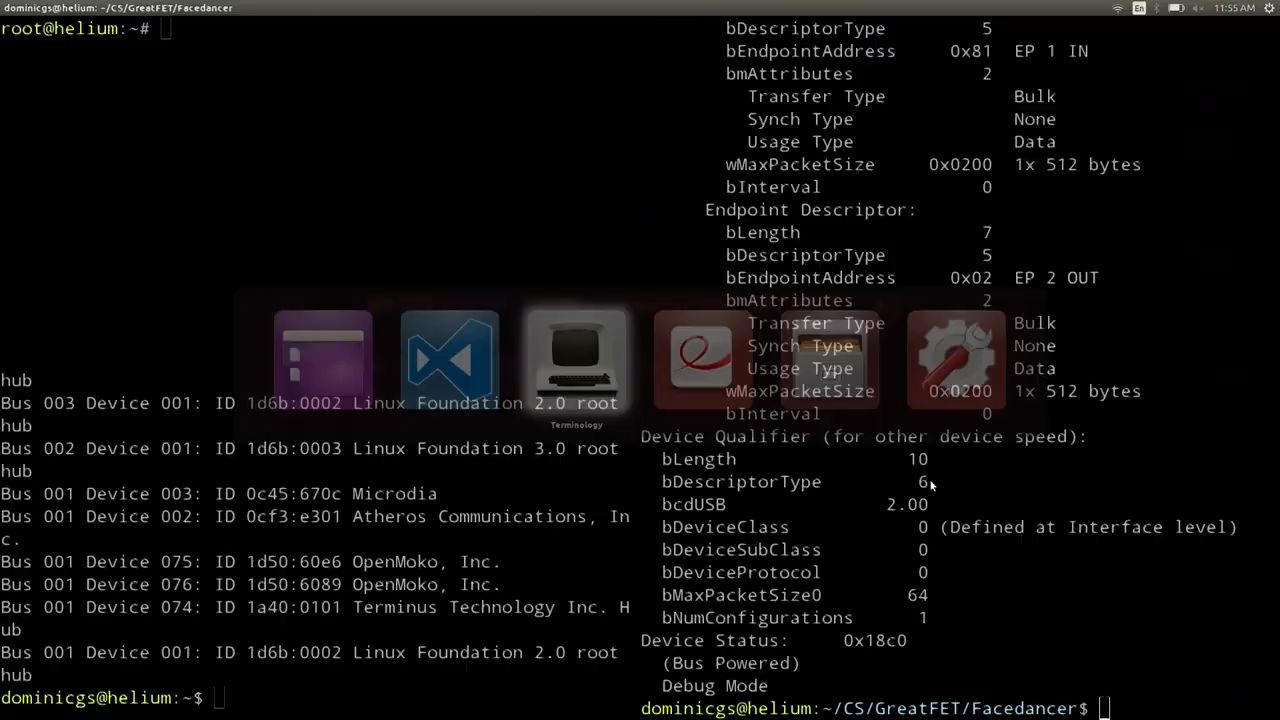 dominicgs@helium: ~/CS/GreatFET/Facedancer
En
11:55 AM
root@helium:~#
hub
Bus 003 Device 001: ID 1d6b:0002 Linux Foundation 2.0 root
hub
Bus 002 Device 001: ID 1d6b:0003 Linux Foundation 3.0 root
hub
Bus 001 Device 003: ID 0c45:670c Microdia
Bus 001 Device 002: ID 0cf3:e301 Atheros Communications, In
c.
Bus 001 Device 075: ID 1d50:60e6 OpenMoko, Inc.
Bus 001 Device 076: ID 1d50:6089 OpenMoko, Inc.
Bus 001 Device 074: ID 1a40:0101 Terminus Technology Inc. H
ub
Bus 001 Device 001: ID 1d6b:0002 Linux Foundation 2.0 root
hub
dominicgs@helium:~$
bDescriptorType 5
bEndpointAddress 0x81 EP 1 IN
bmAttributes 2
Transfer Type Bulk
Synch Type None
Usage Type Data
wMaxPacketSize 0x0200 1x 512 bytes
bInterval 0
Endpoint Descriptor:
bLength 7
bDescriptorType 5
bEndpointAddress 0x02 EP 2 OUT
bmAttributes 2
Transfer Type Bulk
Synch Type None
Usage Type Data
wMaxPacketSize 0x0200 1x 512 bytes
bInterval 0
Device Qualifier (for other device speed):
bLength 10
bDescriptorType 6
bcdUSB 2.00
bDeviceClass 0 (Defined at Interface level)
bDeviceSubClass 0
bDeviceProtocol 0
bMaxPacketSize0 64
bNumConfigurations 1
Device Status: 0x18c0
(Bus Powered)
Debug Mode
dominicgs@helium:~/CS/GreatFET/Facedancer$
Terminology